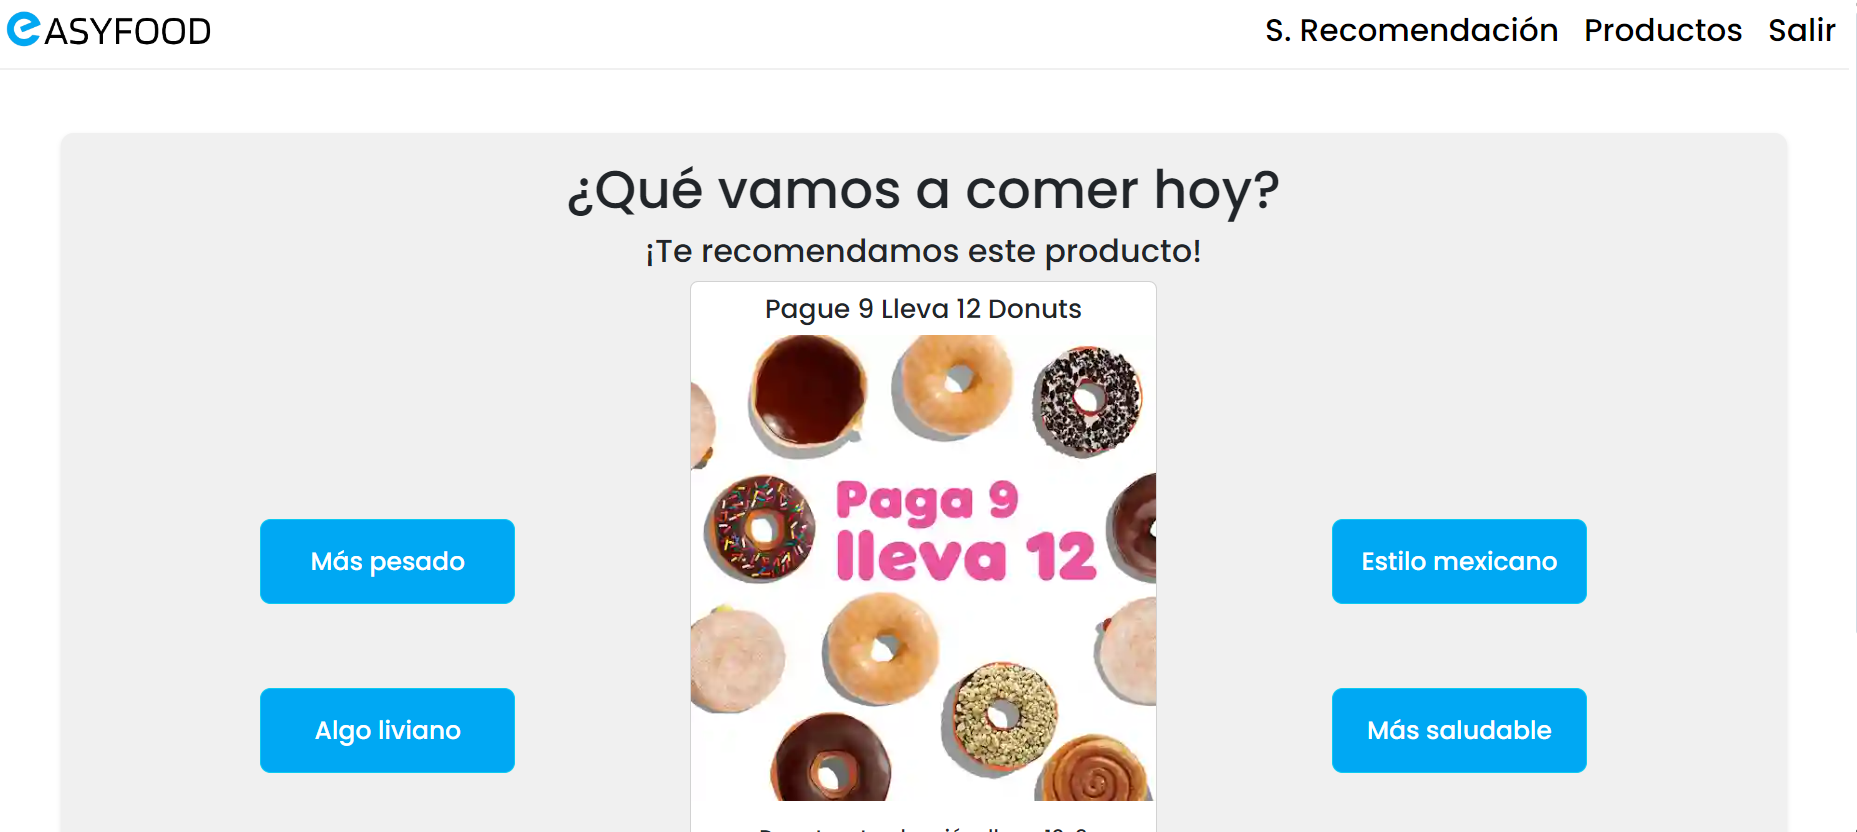 eASYFOOD
S. Recomendación Productos Salir
¿Qué vamos a comer hoy?
¡Te recomendamos este producto!
Pague 9 Lleva 12 Donuts
Paga 9
lleva 12
Más pesado
Estilo mexicano
Algo liviano
Más saludable